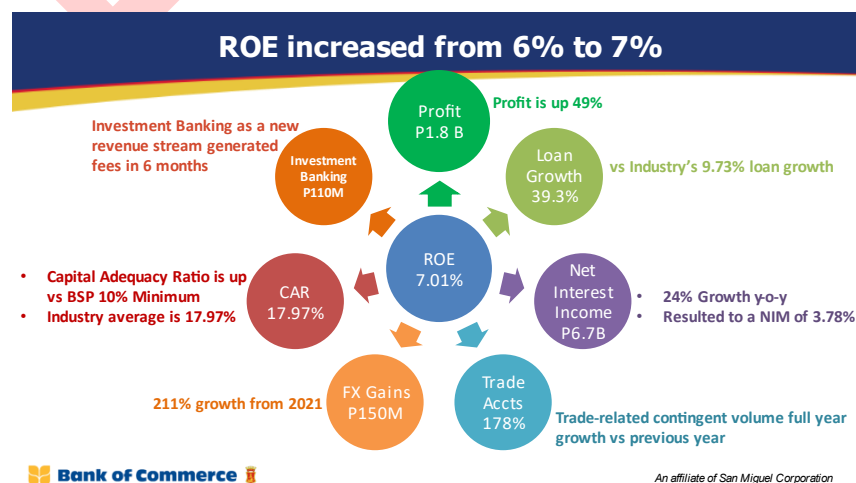 ROE increased from 6% to 7%
Profit
P1.8 B
Profit is up 49%
Investment Banking as a new
revenue stream generated
fees in 6 months
Investment
Banking
P110M
Loan
Growth
39.3%
vs Industry's 9.73% loan growth
ROE
7.01%
• Capital Adequacy Ratio is up
vs BSP 10% Minimum
• Industry average is 17.97%
CAR
17.97%
Net
Interest
Income
P6.7B
• 24% Growth y-o-y
• Resulted to a NIM of 3.78%
211% growth from 2021
FX Gains
P150M
Trade
Accts
178%
Trade-related contingent volume full year
growth vs previous year
Bank of Commerce
An affiliate of San Miguel Corporation